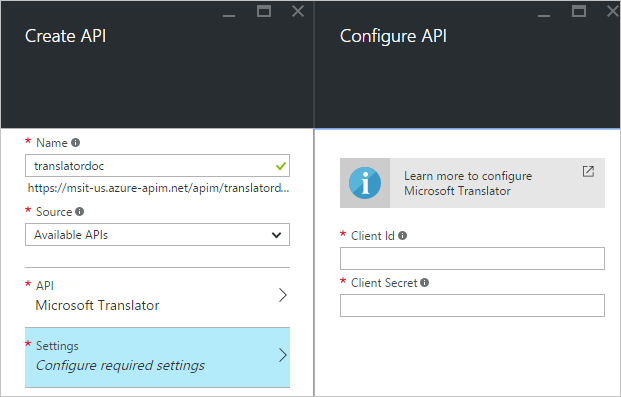 Create API
* Name
translatordoc
https://msit-us.azure-apim.net/apim/translatord...
* Source
Available APIs
* API
Microsoft Translator
* Settings
Configure required settings
Configure API
Learn more to configure
Microsoft Translator
* Client Id
* Client Secret